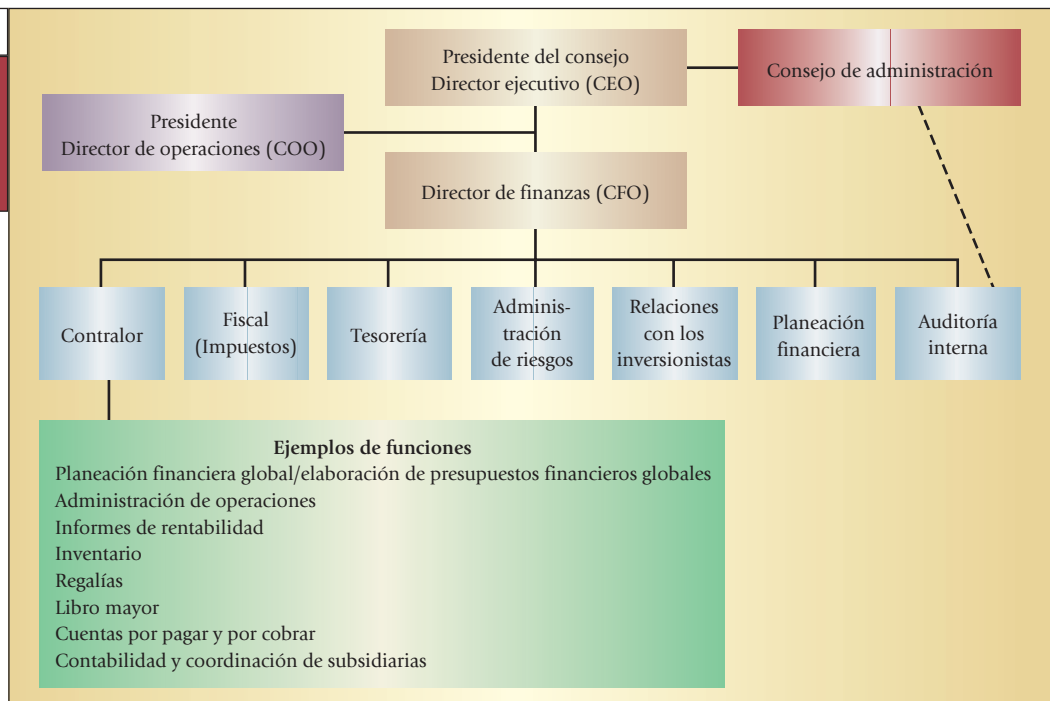 Presidente del consejo
Director ejecutivo (CEO)
Consejo de administración
Presidente
Director de operaciones (COO)
Director de finanzas (CFO)
Contralor
Fiscal
(Impuestos)
Tesorería
Adminis-
tración
de riesgos
Relaciones
con los
inversionistas
Planeación
financiera
Auditoría
interna
Ejemplos de funciones
Planeación financiera global/elaboración de presupuestos financieros globales
Administración de operaciones
Informes de rentabilidad
Inventario
Regalías
Libro mayor
Cuentas por pagar y por cobrar
Contabilidad y coordinación de subsidiarias